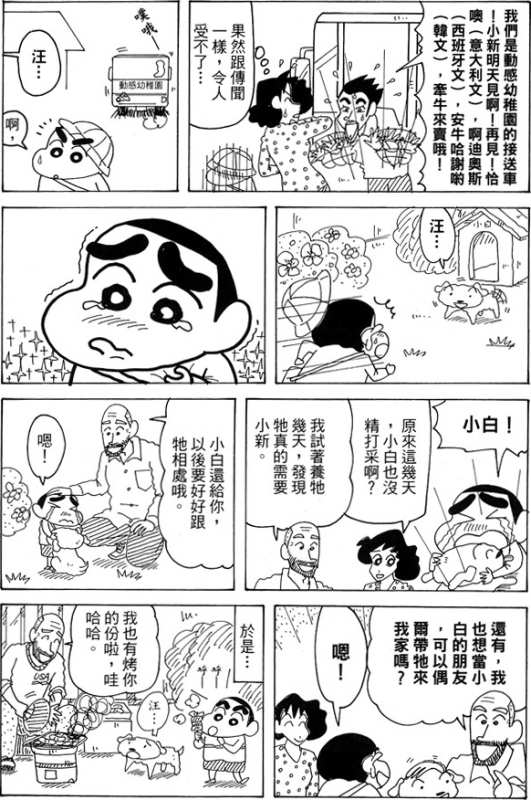 我們是動感幼稚園的接送車
！小新明天見啊！再見！恰
噢（意大利文），啊迪奧斯
（西班牙文），安牛哈謝喲
（韓文），牽牛來賣哦！
果然跟傳聞
一樣，令人
受不了…
噗
哦
動感幼稚園
汪…
啊，
汪…
小白！
原來這幾天
，小白也沒
精打采啊？
我試著養牠
幾天，發現
牠真的需要
小新。
小白還給你，
以後要好好跟
牠相處哦。
嗯！
還有，我
也想當小
白的朋友
，可以偶
爾帶牠來
我家嗎？
嗯！
於是…
呼
呼
汪…
我也有烤你
的份啦，哇
哈哈。